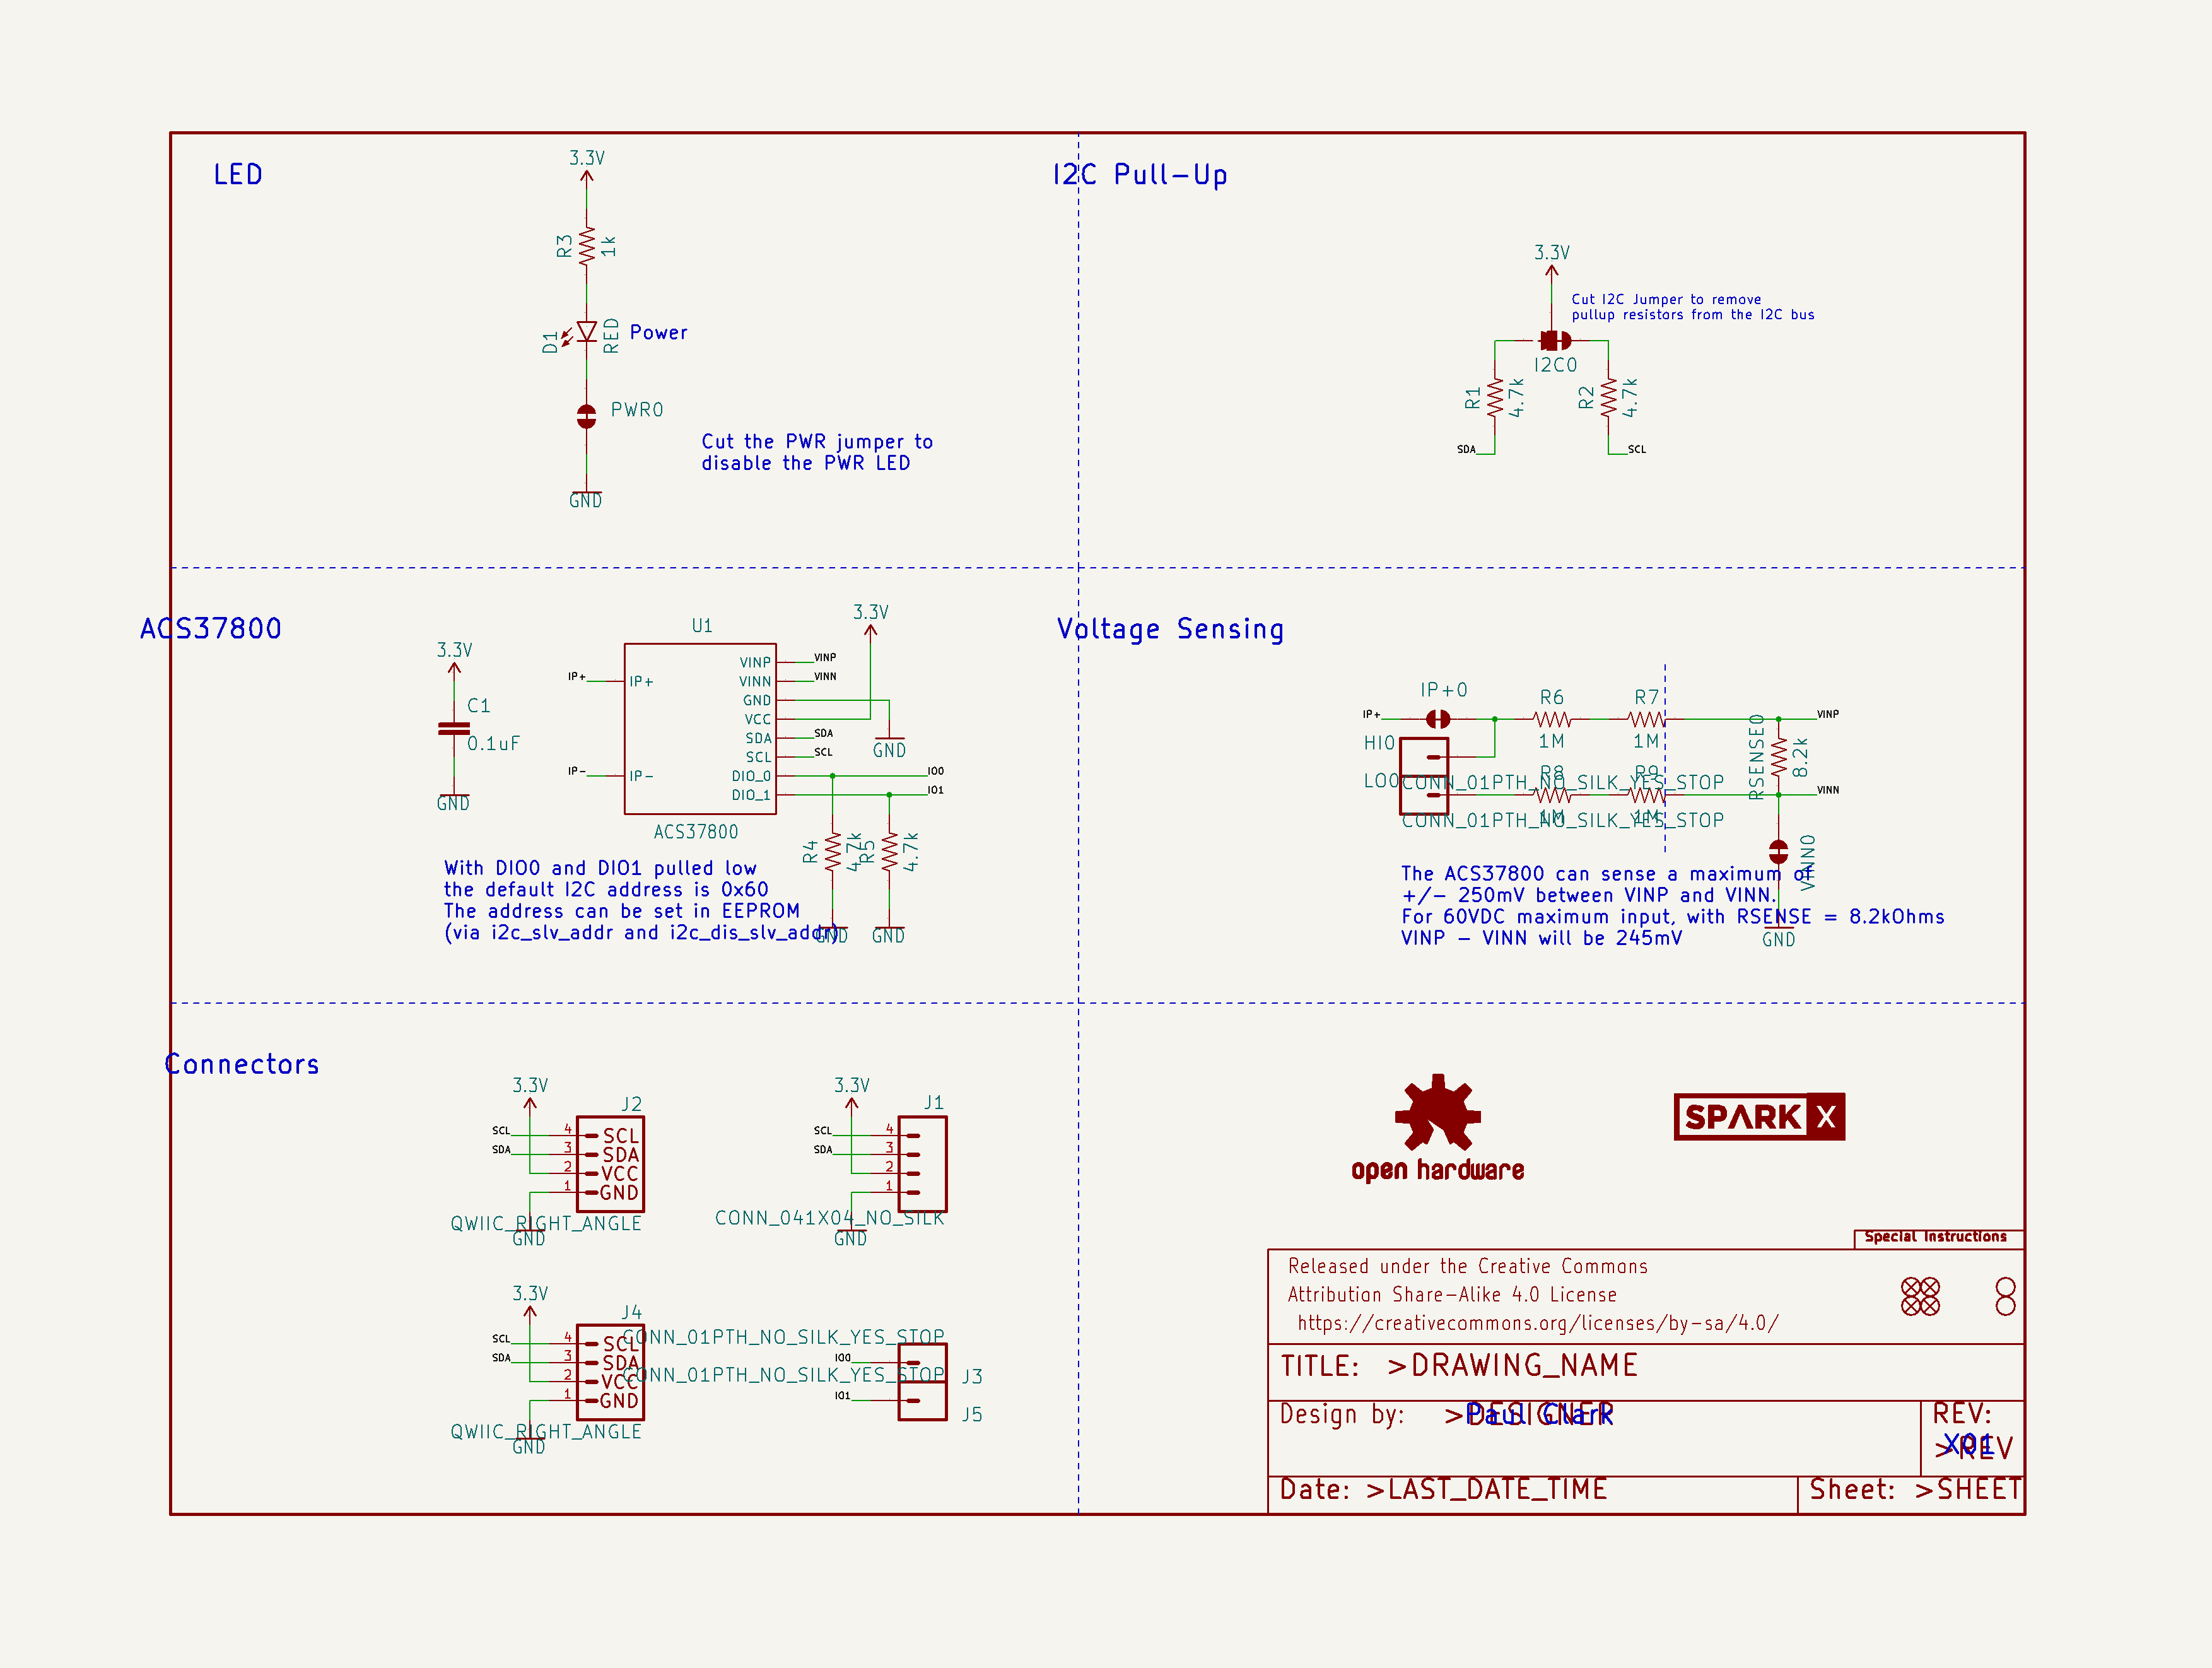 LED
3.3V
R3
1k
D1
RED
Power
PWR0
Cut the PWR jumper to
disable the PWR LED
GND
I2C Pull-Up
3.3V
Cut I2C Jumper to remove
pullup resistors from the I2C bus
I2C0
R1
4.7k
R2
4.7k
SDA
SCL
ACS37800
3.3V
C1
0.1uF
GND
U1
3.3V
IP+
IP+
IP-
IP-
VINP
VINP
VINN
VINN
GND
VCC
SDA
SDA
SCL
SCL
DIO_0
IO0
DIO_1
IO1
GND
ACS37800
R4
4.7k
R5
4.7k
GND
GND
With DIO0 and DIO1 pulled low
the default I2C address is 0x60
The address can be set in EEPROM
(via i2c_slv_addr and i2c_dis_slv_addr)
Voltage Sensing
IP+0
R6
R7
IP+
VINP
HI0
1M
1M
RSENSE0
8.2k
LO0
R8
R9
CONN_01PTH_NO_SILK_YES_STOP
VINN
CONN_01PTH_NO_SILK_YES_STOP
1M
1M
VINN0
The ACS37800 can sense a maximum of
+/- 250mV between VINP and VINN.
For 60VDC maximum input, with RSENSE = 8.2kOhms
VINP - VINN will be 245mV
GND
Connectors
3.3V
J2
SCL
4
SCL
SDA
3
SDA
2
VCC
1
GND
QWIIC_RIGHT_ANGLE
GND
3.3V
J1
SCL
4
SDA
3
2
1
CONN_041X04_NO_SILK
GND
3.3V
J4
SCL
4
SCL
SDA
3
SDA
2
VCC
1
GND
QWIIC_RIGHT_ANGLE
GND
CONN_01PTH_NO_SILK_YES_STOP
IO0
CONN_01PTH_NO_SILK_YES_STOP
J3
IO1
J5
open hardware
SPARK X
Special Instructions
Released under the Creative Commons
Attribution Share-Alike 4.0 License
https://creativecommons.org/licenses/by-sa/4.0/
TITLE: >DRAWING_NAME
Design by: >DESIGNER
Paul Clark
REV:
>REV
X01
Date: >LAST_DATE_TIME
Sheet: >SHEET